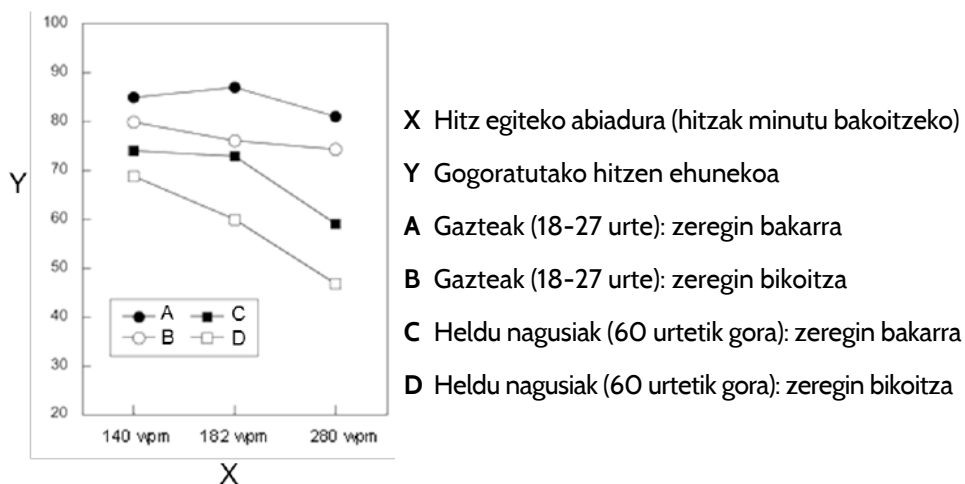 100
90
80
70
60
50
40
30
20
Y
A
B
C
D
140 wpm 182 wpm 280 wpm
X
X Hitz egiteko abiadura (hitzak minutu bakoitzeko)
Y Gogoratutako hitzen ehunekoa
A Gazteak (18-27 urte): zeregin bakarra
B Gazteak (18-27 urte): zeregin bikoitza
C Heldu nagusiak (60 urtetik gora): zeregin bakarra
D Heldu nagusiak (60 urtetik gora): zeregin bikoitza